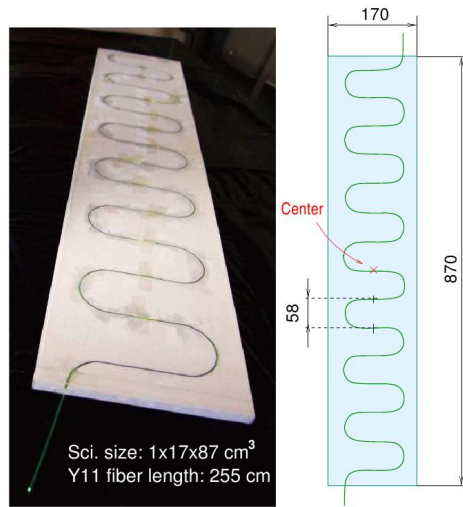 Sci. size: 1x17x87 cm³
Y11 fiber length: 255 cm
170
Center
58
870